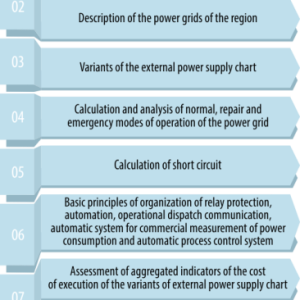 02
Description of the power grids of the region
03
Variants of the external power supply chart
04
Calculation and analysis of normal, repair and
emergency modes of operation of the power grid
05
Calculation of short circuit
06
Basic principles of organization of relay protection,
automation, operational dispatch communication,
automatic system for commercial measurement of power
consumption and automatic process control system
07
Assessment of aggregated indicators of the cost
of execution of the variants of external power supply chart